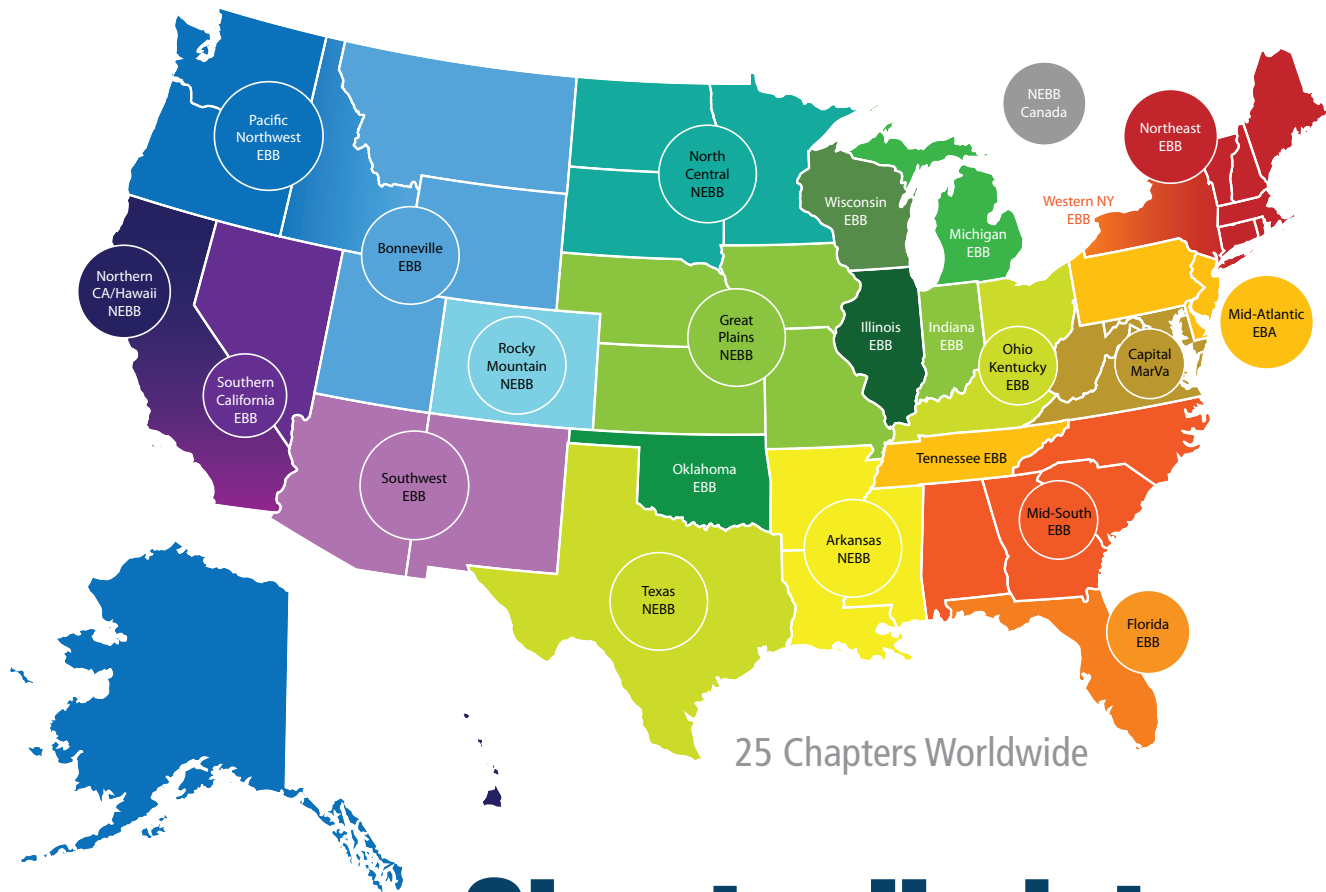 Pacific
Northwest
EBB
Northern
CA/Hawaii
NEBB
Southern
California
EBB
Bonneville
EBB
Rocky
Mountain
NEBB
Southwest
EBB
North
Central
NEBB
Great
Plains
NEBB
Oklahoma
EBB
Texas
NEBB
Wisconsin
EBB
Michigan
EBB
Illinois
EBB
Indiana
EBB
Ohio
Kentucky
EBB
Tennessee EBB
Arkansas
NEBB
Mid-South
EBB
Florida
EBB
NEBB
Canada
Northeast
EBB
Western NY
EBB
Mid-Atlantic
EBA
Capital
MarVa
25 Chapters Worldwide